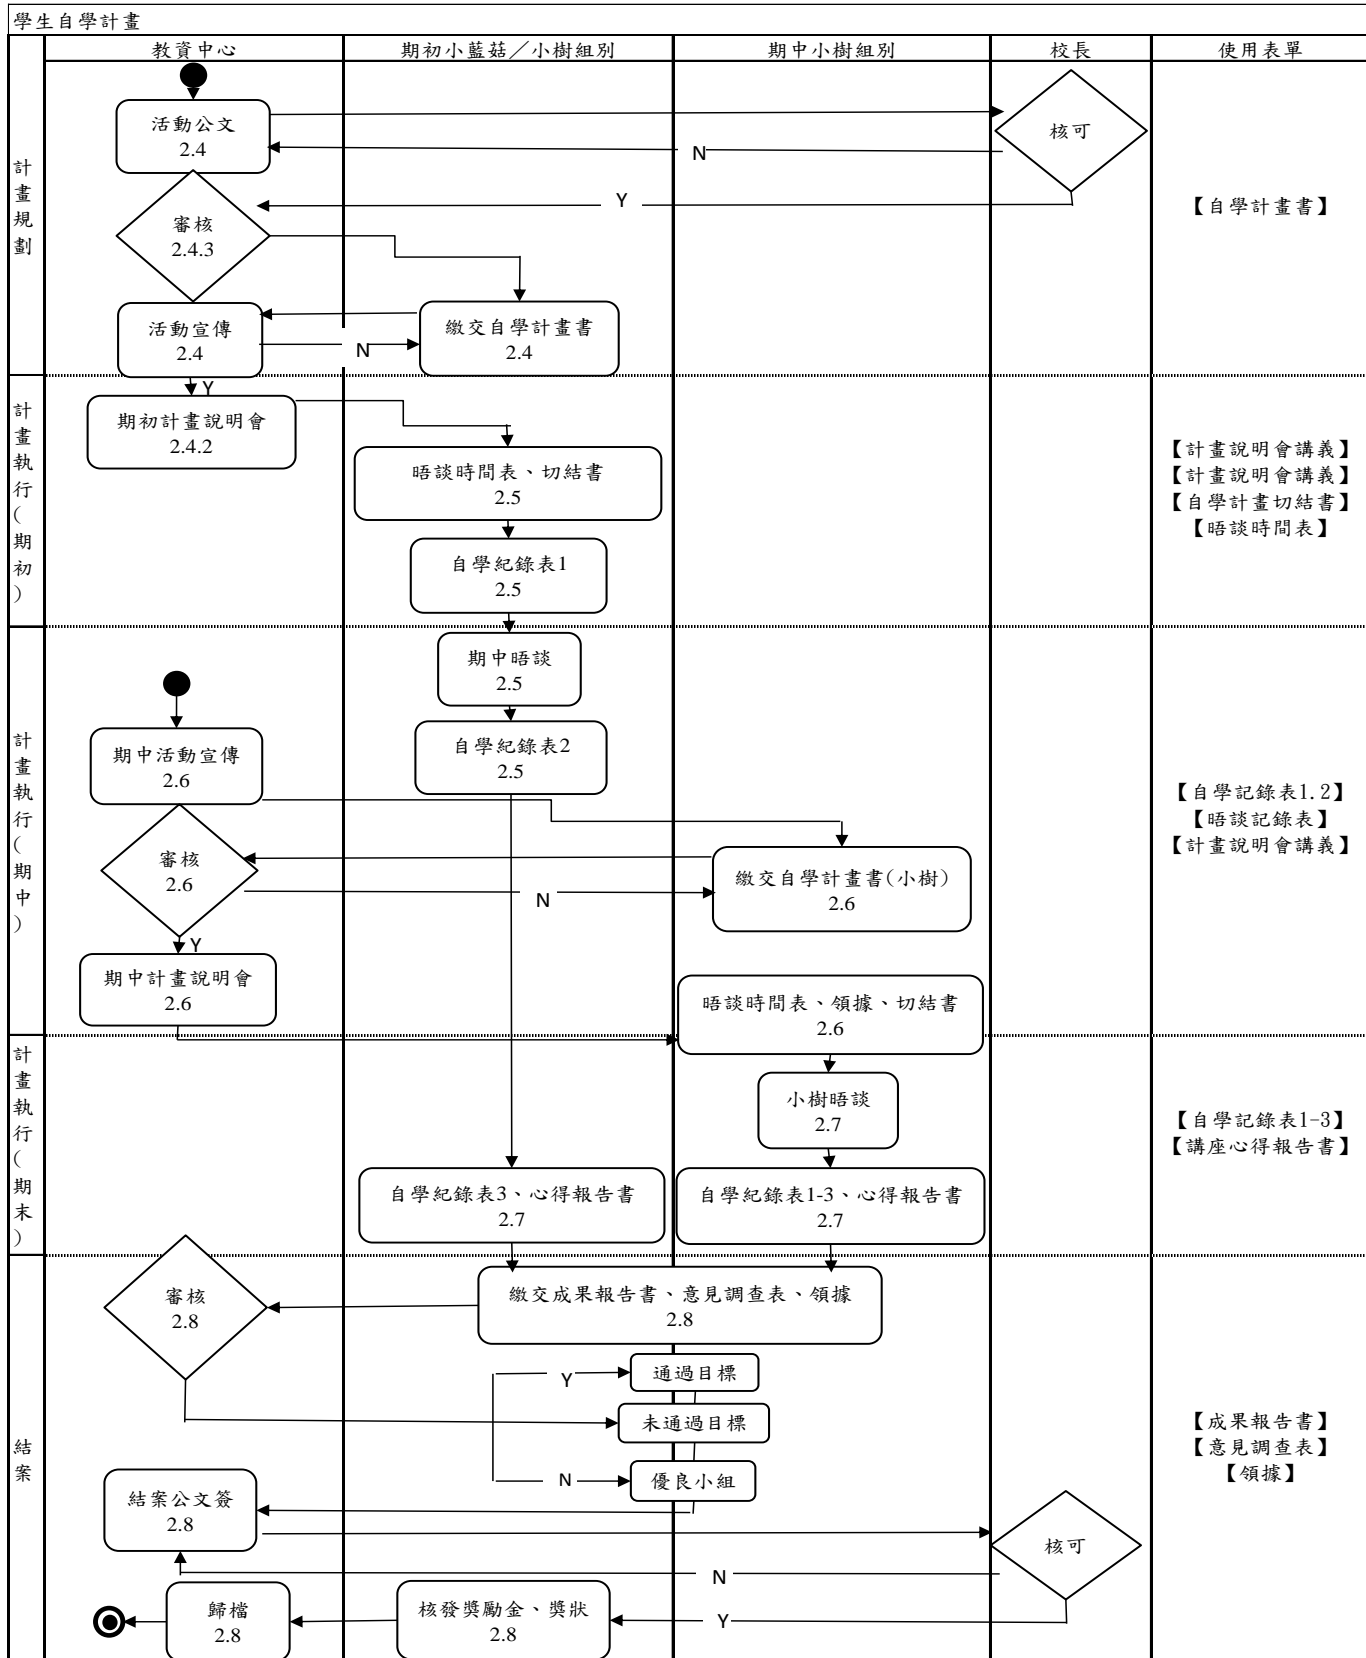 學生自學計畫
教資中心
期初小藍菇／小樹組別
期中小樹組別
校長
使用表單
計畫規劃
活動公文
2.4
核可
N
Y
審核
2.4.3
【自學計畫書】
活動宣傳
2.4
繳交自學計畫書
2.4
N
Y
計畫執行(期初)
期初計畫說明會
2.4.2
晤談時間表、切結書
2.5
自學紀錄表1
2.5
【計畫說明會講義】
【計畫說明會講義】
【自學計畫切結書】
【晤談時間表】
計畫執行(期中)
期中晤談
2.5
自學紀錄表2
2.5
期中活動宣傳
2.6
審核
2.6
N
Y
繳交自學計畫書(小樹)
2.6
【自學記錄表1.2】
【晤談記錄表】
【計畫說明會講義】
期中計畫說明會
2.6
晤談時間表、領據、切結書
2.6
計畫執行(期末)
小樹晤談
2.7
自學紀錄表3、心得報告書
2.7
自學紀錄表1-3、心得報告書
2.7
【自學記錄表1-3】
【講座心得報告書】
結案
審核
2.8
繳交成果報告書、意見調查表、領據
2.8
Y
通過目標
未通過目標
N
優良小組
【成果報告書】
【意見調查表】
【領據】
結案公文簽
2.8
核可
N
Y
核發獎勵金、獎狀
2.8
歸檔
2.8